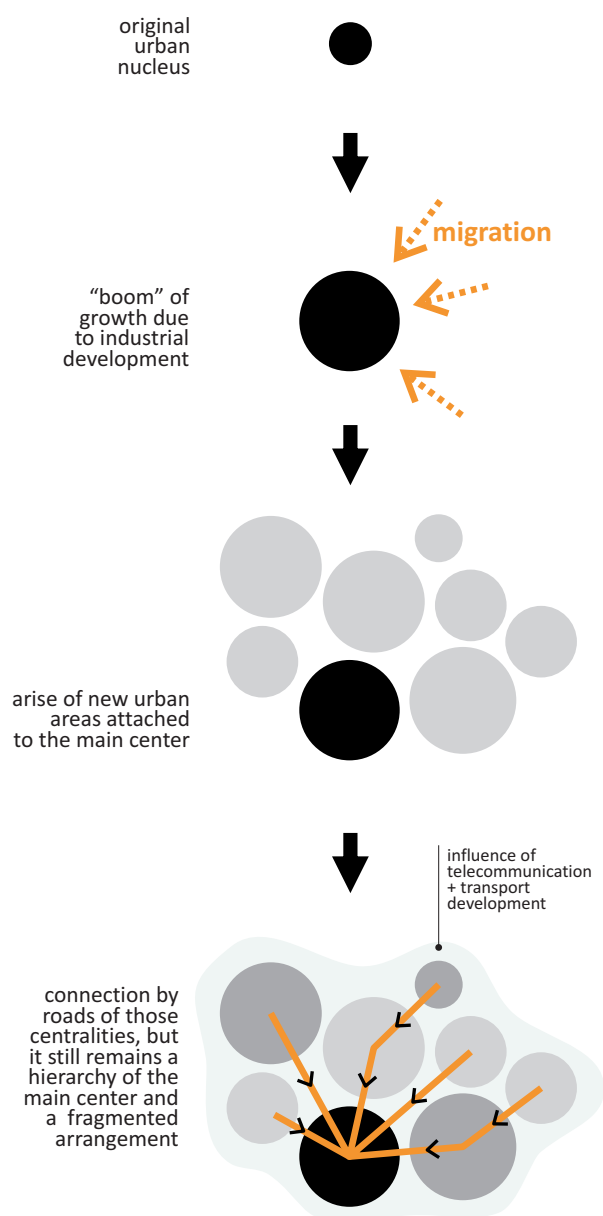 original
urban
nucleus
migration
“boom” of
growth due
to industrial
development
arise of new urban
areas attached
to the main center
influence of
telecommunication
+ transport
development
connection by
roads of those
centralities, but
it still remains a
hierarchy of the
main center and
a fragmented
arrangement